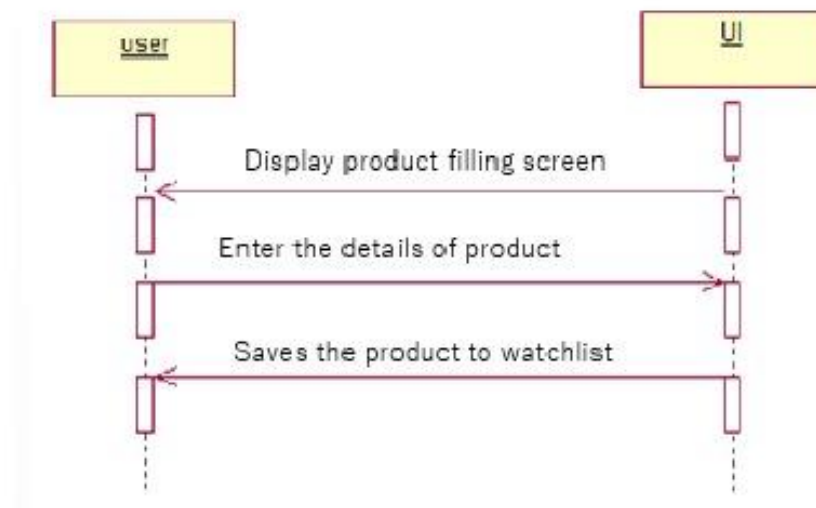 user
UI
Display product filling screen
Enter the details of product
Saves the product to watchlist